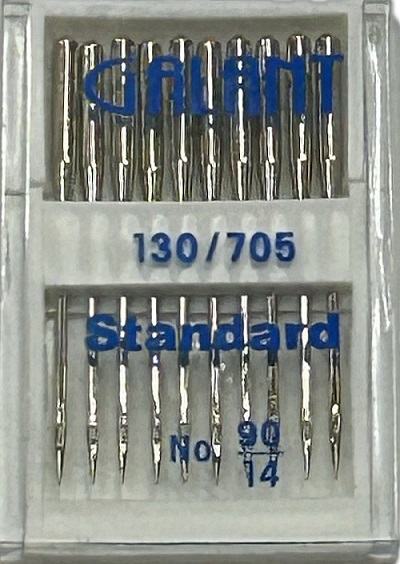 GALANT
130/705
Standard
No 90
14